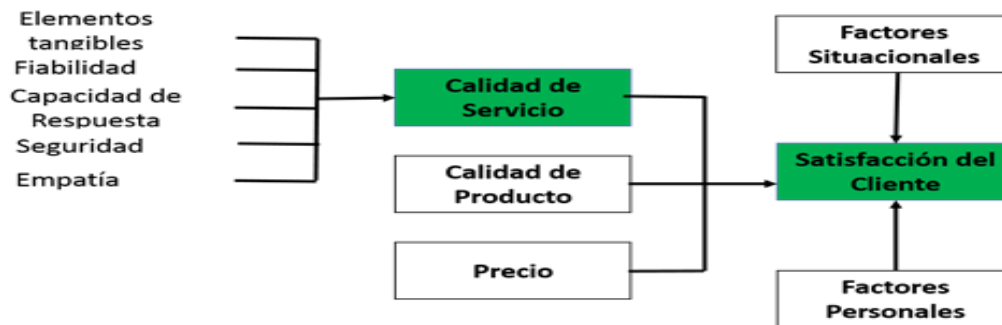 Elementos
tangibles
Fiabilidad
Capacidad de
Respuesta
Seguridad
Empatía
Calidad de
Servicio
Calidad de
Producto
Precio
Factores
Situacionales
Satisfacción del
Cliente
Factores
Personales